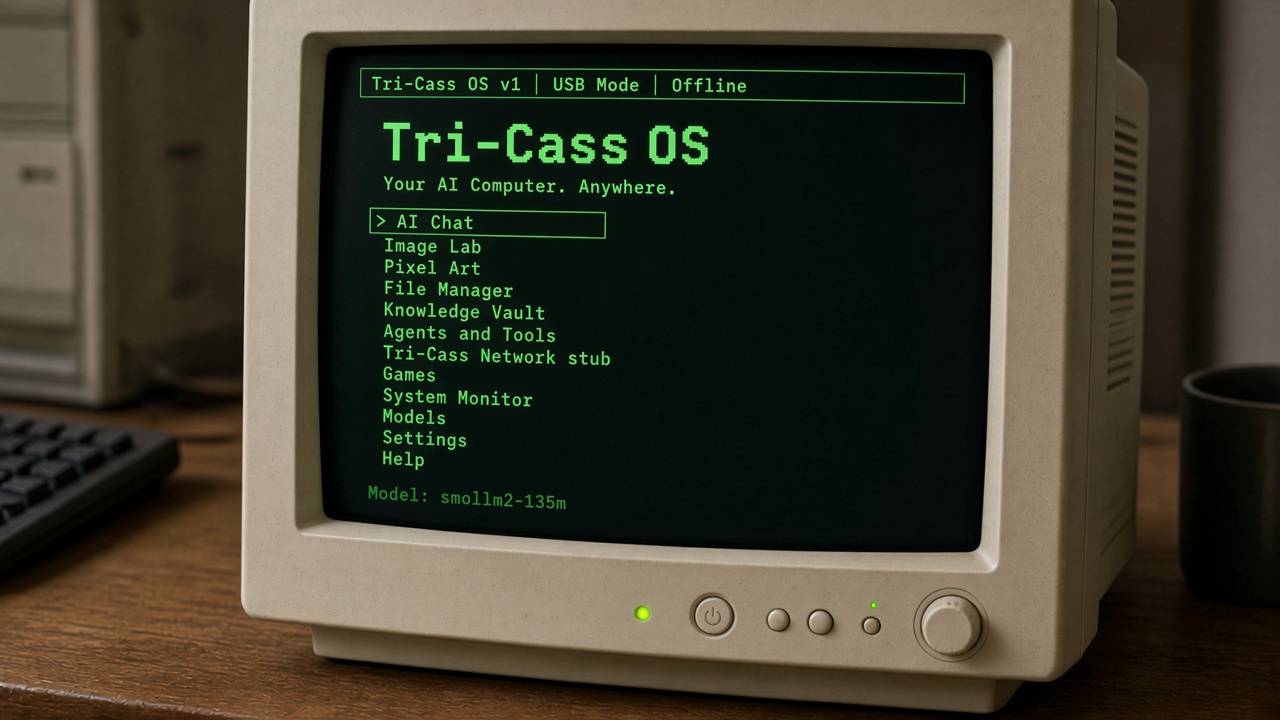 Tri-Cass OS v1 | USB Mode | Offline
Tri-Cass OS
Your AI Computer. Anywhere.
> AI Chat
Image Lab
Pixel Art
File Manager
Knowledge Vault
Agents and Tools
Tri-Cass Network stub
Games
System Monitor
Models
Settings
Help
Model: smollm2-135m